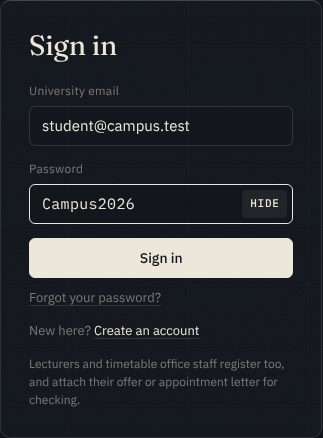 Sign in
University email
student@campus.test
Password
Campus2026
HIDE
Sign in
Forgot your password?
New here? Create an account
Lecturers and timetable office staff register too,
and attach their offer or appointment letter for
checking.